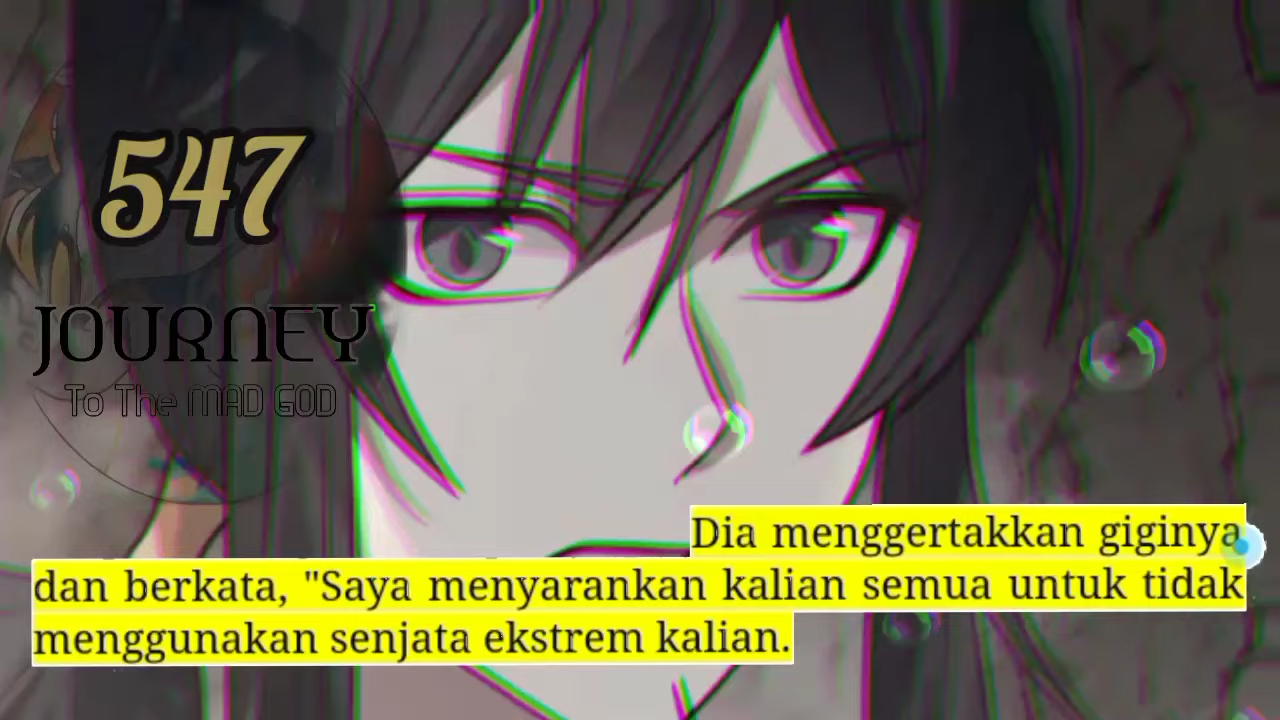 547
JOURNEY
To The MAD GOD
Dia menggertakkan giginya
dan berkata, "Saya menyarankan kalian semua untuk tidak
menggunakan senjata ekstrem kalian.